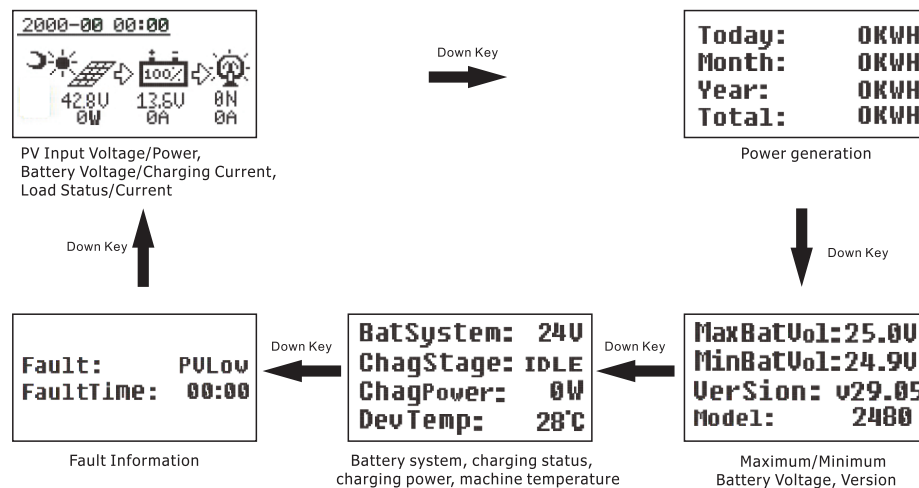 2000-00 00:00
100%
42.8V 13.6V 0N
0W 0A 0A
PV Input Voltage/Power,
Battery Voltage/Charging Current,
Load Status/Current
Down Key
Today: 0KWH
Month: 0KWH
Year: 0KWH
Total: 0KWH
Power generation
Down Key
MaxBatVol:25.0V
MinBatVol:24.9V
VerSion: v29.05
Model: 2480
Maximum/Minimum
Battery Voltage, Version
Down Key
BatSystem: 24V
ChagStage: IDLE
ChagPower: 0W
DevTemp: 28°C
Battery system, charging status,
charging power, machine temperature
Down Key
Fault: PVLow
FaultTime: 00:00
Fault Information
Down Key